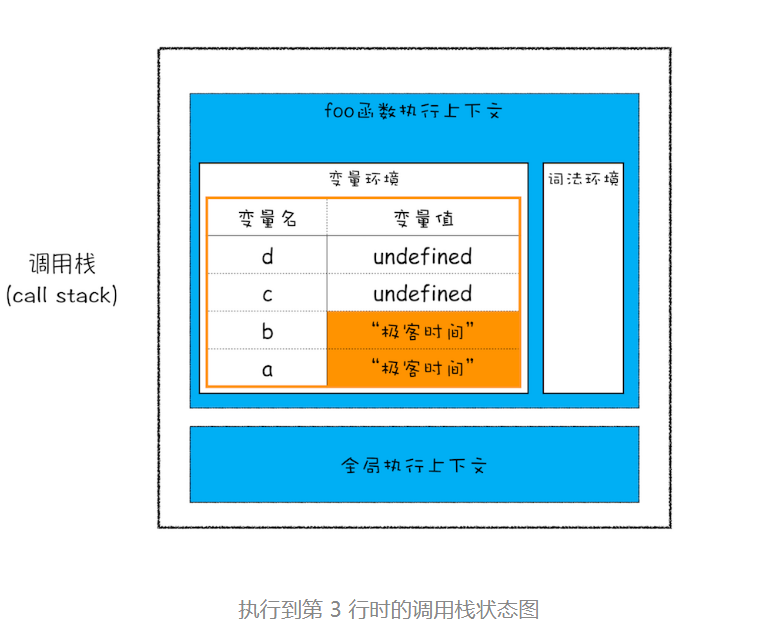 foo函数执行上下文
变量环境
词法环境
变量名 变量值
d undefined
c undefined
b “极客时间”
a “极客时间”
调用栈
(call stack)
全局执行上下文
执行到第 3 行时的调用栈状态图